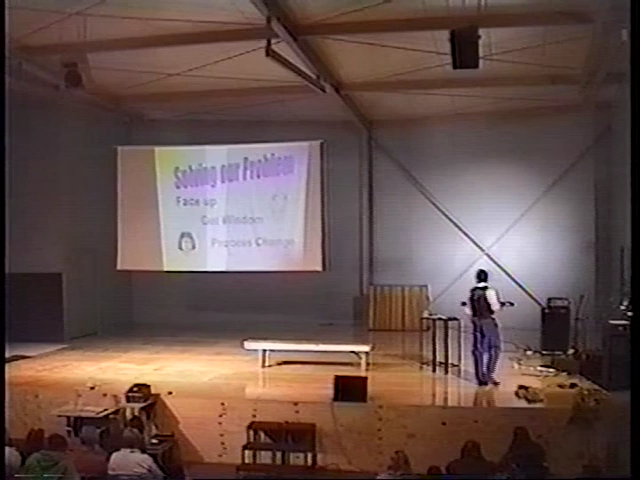 Solving our Problem
Face up
Get Wisdom
Process Change